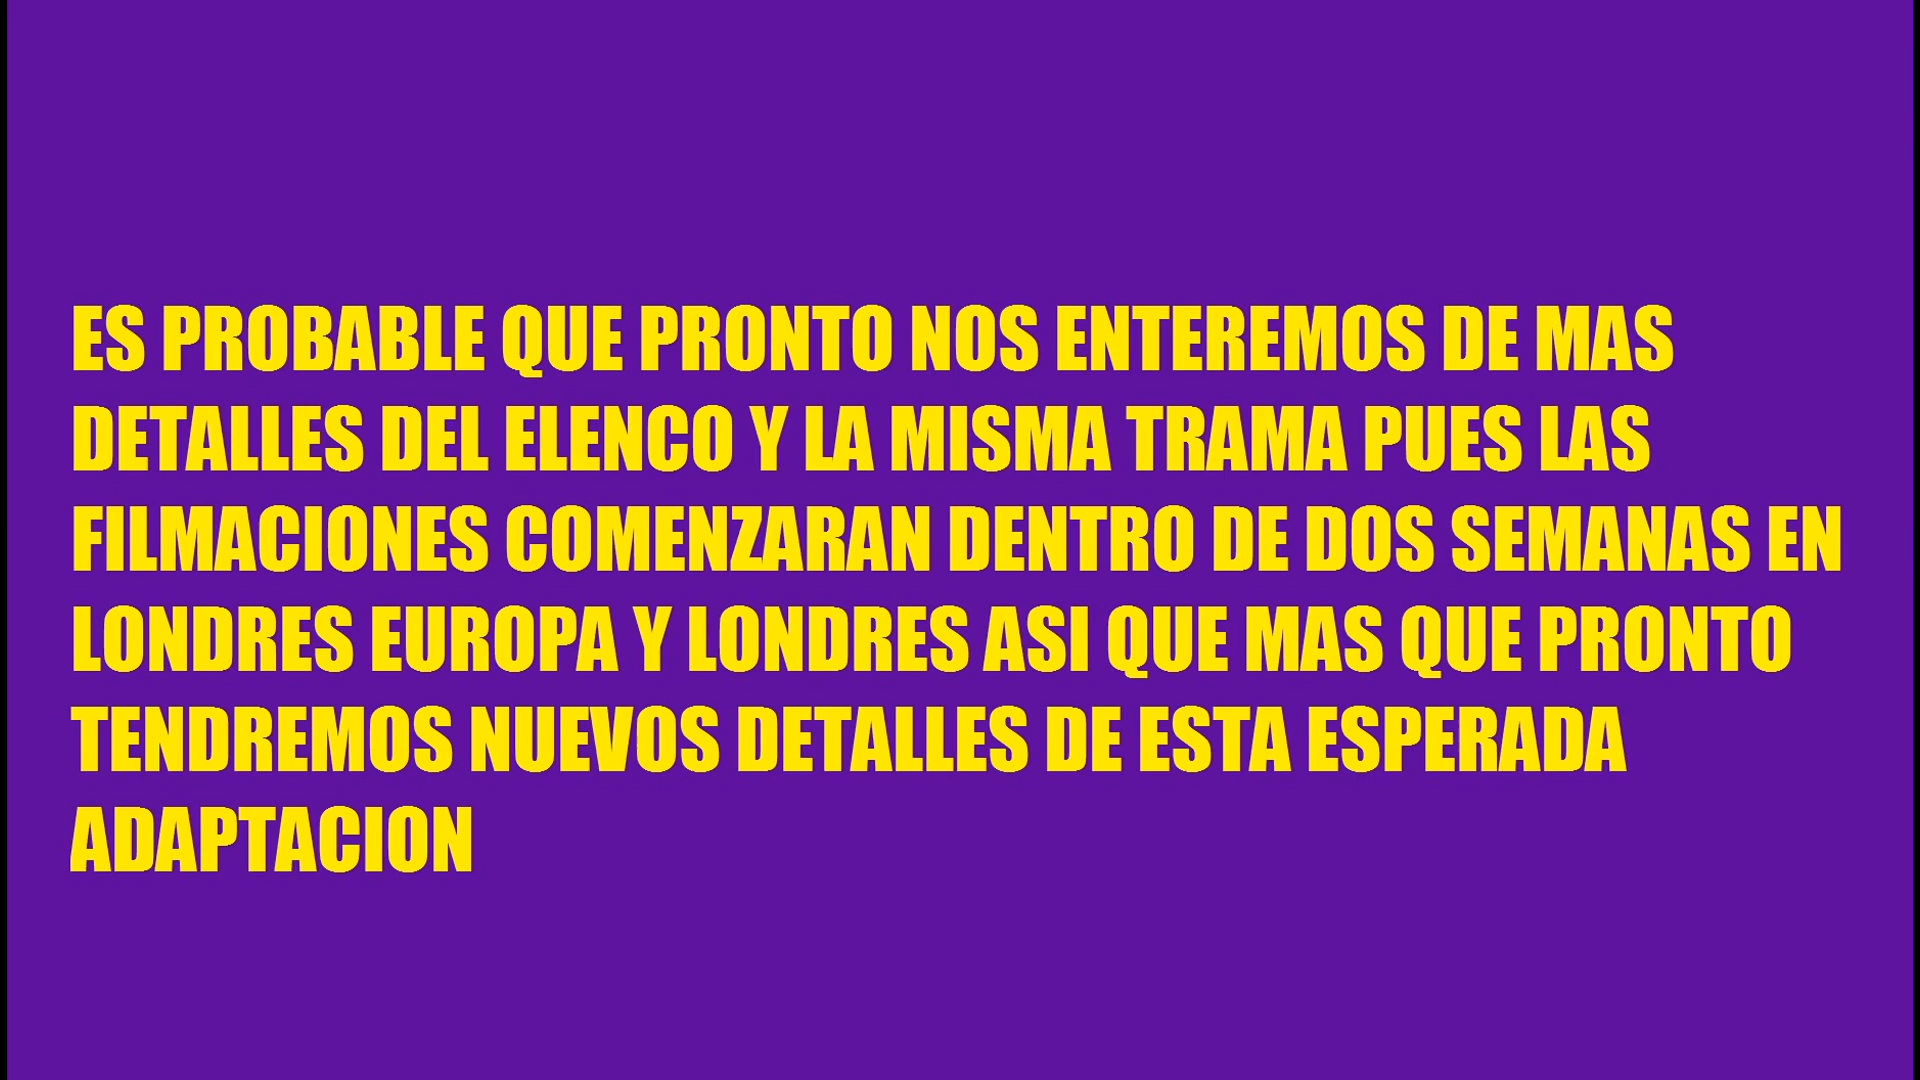 ES PROBABLE QUE PRONTO NOS ENTEREMOS DE MAS
DETALLES DEL ELENCO Y LA MISMA TRAMA PUES LAS
FILMACIONES COMENZARAN DENTRO DE DOS SEMANAS EN
LONDRES EUROPA Y LONDRES ASI QUE MAS QUE PRONTO
TENDREMOS NUEVOS DETALLES DE ESTA ESPERADA
ADAPTACION